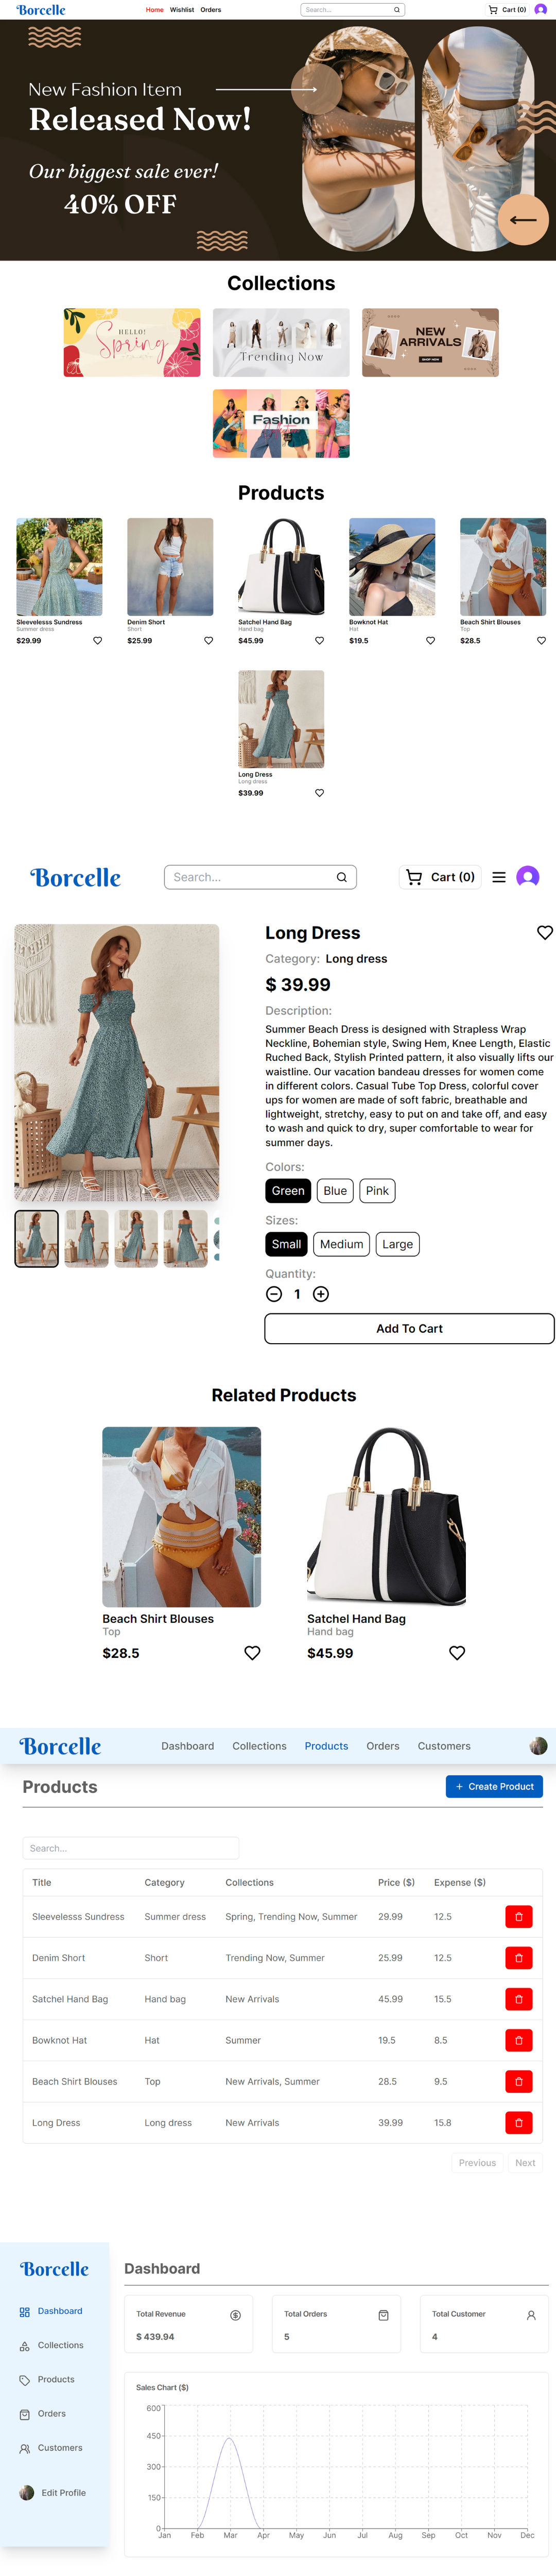 Borcelle
Home Wishlist Orders
Search...
Cart (0)
New Fashion Item
Released Now!
Our biggest sale ever!
40% OFF
Collections
HELLO!
Spring
Trending Now
NEW
ARRIVALS
SHOP NOW
Fashion
Products
Sleevelesss Sundress
Summer dress
$29.99
Denim Short
Short
$25.99
Satchel Hand Bag
Hand bag
$45.99
Bowknot Hat
Hat
$19.5
Beach Shirt Blouses
Top
$28.5
Long Dress
Long dress
$39.99
Borcelle
Search...
Cart (0)
Long Dress
Category: Long dress
$ 39.99
Description:
Summer Beach Dress is designed with Strapless Wrap
Neckline, Bohemian style, Swing Hem, Knee Length, Elastic
Ruched Back, Stylish Printed pattern, it also visually lifts our
waistline. Our vacation bandeau dresses for women come
in different colors. Casual Tube Top Dress, colorful cover
ups for women are made of soft fabric, breathable and
lightweight, stretchy, easy to put on and take off, and easy
to wash and quick to dry, super comfortable to wear for
summer days.
Colors:
Green Blue Pink
Sizes:
Small Medium Large
Quantity:
1
Add To Cart
Related Products
Beach Shirt Blouses
Top
$28.5
Satchel Hand Bag
Hand bag
$45.99
Borcelle
Dashboard Collections Products Orders Customers
Products
+ Create Product
Search...
Title Category Collections Price ($) Expense ($)
Sleevelesss Sundress Summer dress Spring, Trending Now, Summer 29.99 12.5
Denim Short Short Trending Now, Summer 25.99 12.5
Satchel Hand Bag Hand bag New Arrivals 45.99 15.5
Bowknot Hat Hat Summer 19.5 8.5
Beach Shirt Blouses Top New Arrivals, Summer 28.5 9.5
Long Dress Long dress New Arrivals 39.99 15.8
Previous Next
Borcelle
Dashboard
Collections
Products
Orders
Customers
Edit Profile
Dashboard
Total Revenue
$ 439.94
Total Orders
5
Total Customer
4
Sales Chart ($)
600
450
300
150
0
Jan Feb Mar Apr May Jun Jul Aug Sep Oct Nov Dec